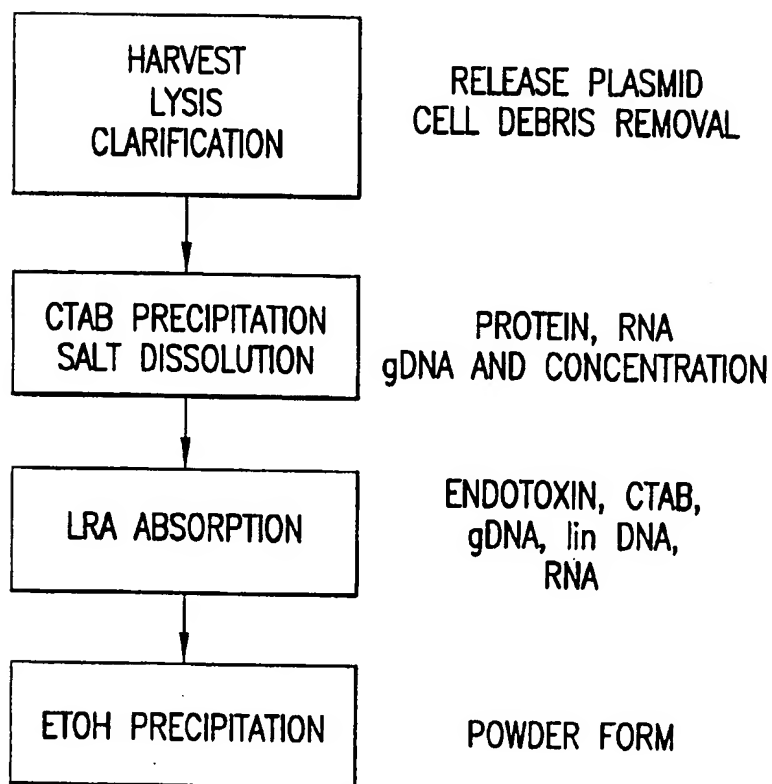 HARVEST
LYSIS
CLARIFICATION
RELEASE PLASMID
CELL DEBRIS REMOVAL
CTAB PRECIPITATION
SALT DISSOLUTION
PROTEIN, RNA
gDNA AND CONCENTRATION
LRA ABSORPTION
ENDOTOXIN, CTAB,
gDNA, lin DNA,
RNA
ETOH PRECIPITATION
POWDER FORM